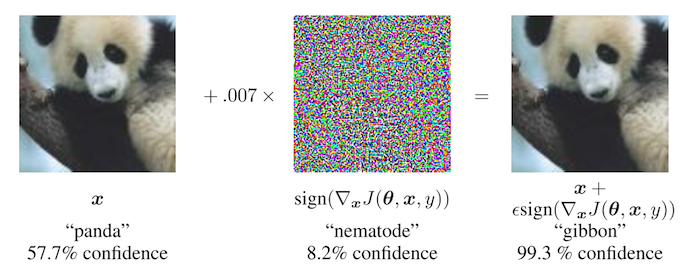 + .007 ×
=
x
sign(∇ₓJ(θ, x, y))
x +
ϵsign(∇ₓJ(θ, x, y))
“panda”
“nematode”
“gibbon”
57.7% confidence
8.2% confidence
99.3 % confidence